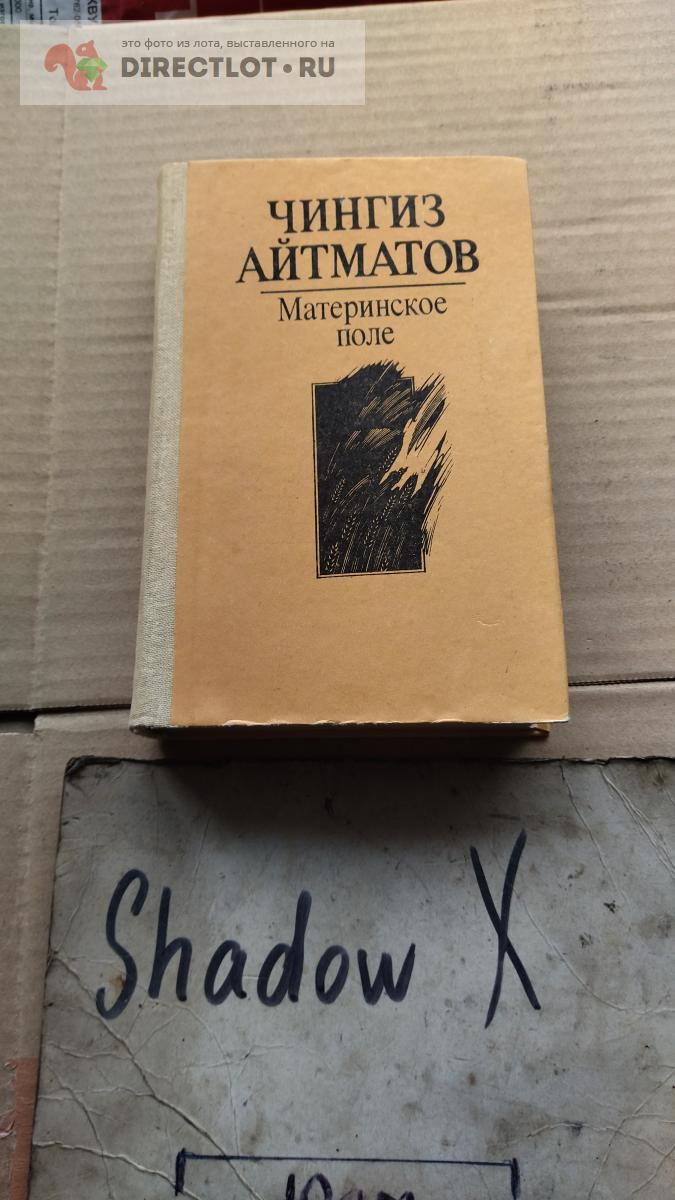 это фото из лота, выставленного на
DIRECTLOT•RU
ЧИНГИЗ
АЙТМАТОВ
Материнское
поле
Shadow X